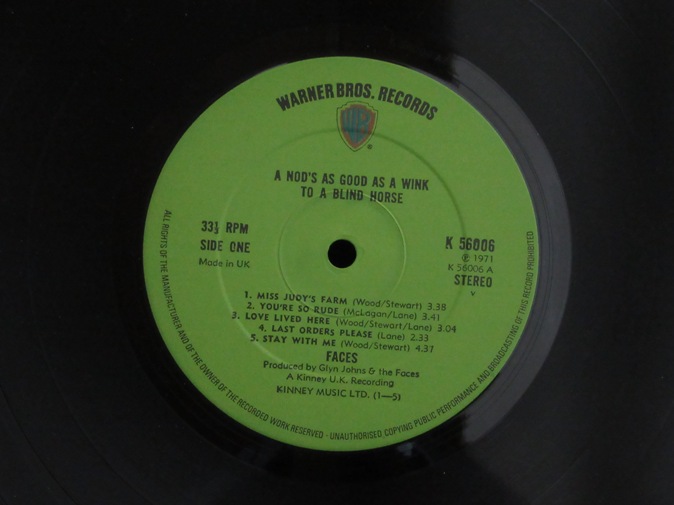 WARNER BROS. RECORDS
®
A NOD'S AS GOOD AS A WINK
TO A BLIND HORSE
33⅓ RPM
SIDE ONE
Made in UK
K 56006
℗ 1971
K 56006 A
STEREO
1. MISS JUDY'S FARM (Wood/Stewart) 3.38
2. YOU'RE SO RUDE (McLagan/Lane) 3.41
3. LOVE LIVED HERE (Wood/Stewart/Lane) 3.04
4. LAST ORDERS PLEASE (Lane) 2.33
5. STAY WITH ME (Wood/Stewart) 4.37
FACES
Produced by Glyn Johns & the Faces
A Kinney U.K. Recording
KINNEY MUSIC LTD. (1—5)
ALL RIGHTS OF THE MANUFACTURER AND OF THE OWNER OF THE RECORDED WORK RESERVED - UNAUTHORISED COPYING PUBLIC PERFORMANCE AND BROADCASTING OF THIS RECORD PROHIBITED